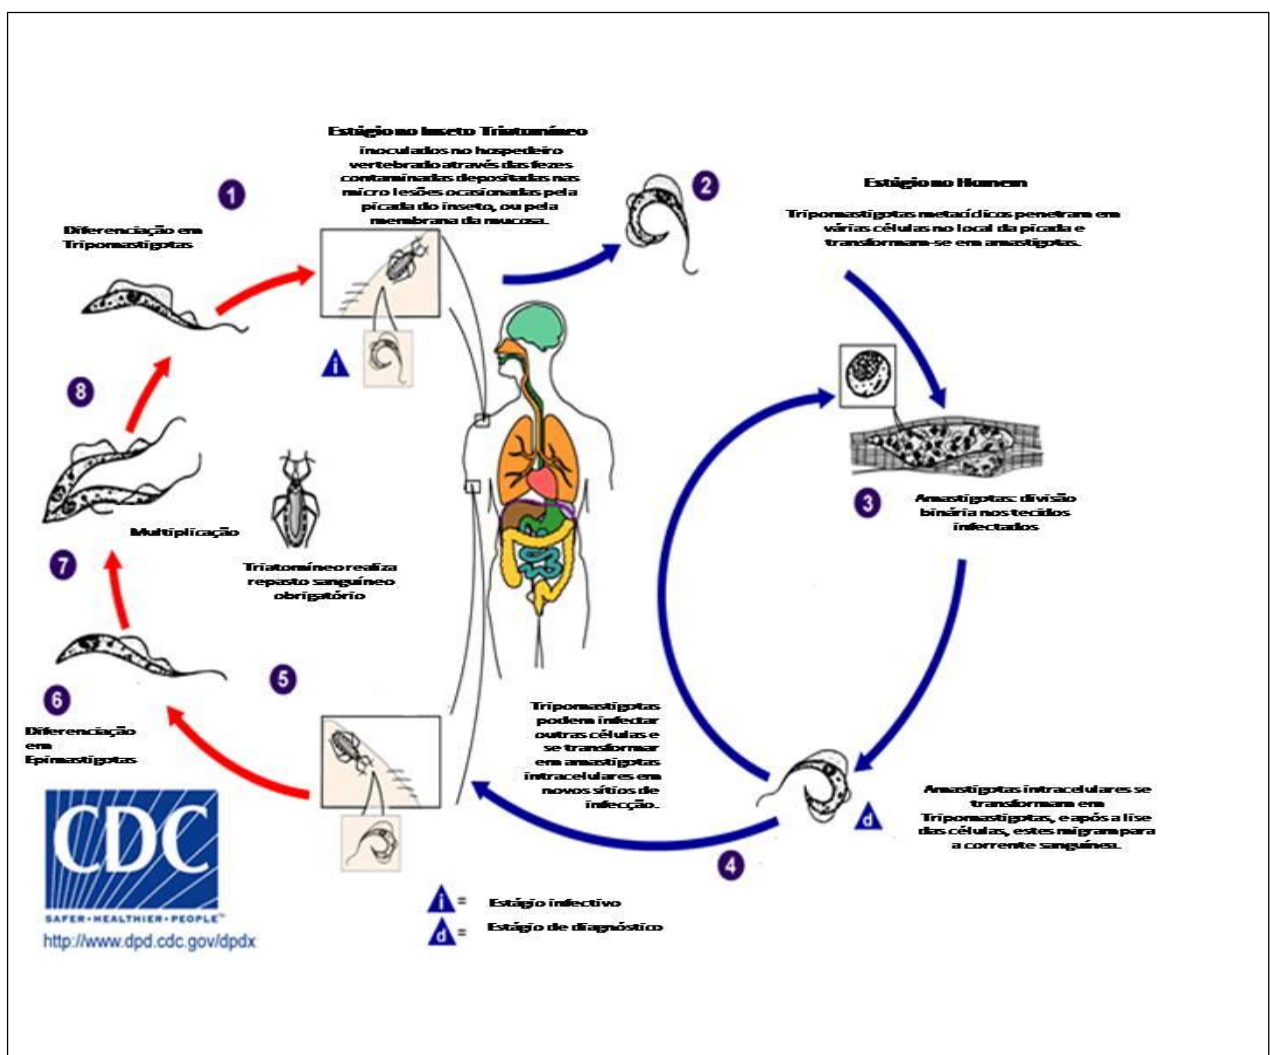 Estágio no Inseto Triatomíneo
inoculados no hospedeiro
vertebrado através das fezes
contaminadas depositadas nas
micro lesões ocasionadas pela
picada do inseto, ou pela
membrana da mucosa.
1
Diferenciação em
Tripomastigotas
2
Estágio no Homem
Tripomastigotas metacíclicos penetram em
várias células no local da picada e
transformam-se em amastigotas.
i
8
3
Amastigotas: divisão
binária nos tecidos
infectados
Multiplicação
7
Triatomíneo realiza
repasto sanguíneo
obrigatório
5
6
Diferenciação
em
Epimastigotas
Tripomastigotas
podem infectar
outras células e
se transformar
em amastigotas
intracelulares em
novos sítios de
infecção.
d
Amastigotas intracelulares se
transformam em
Tripomastigotas, e após a lise
das células, estes migram para
a corrente sanguínea.
4
CDC
SAFER•HEALTHIER•PEOPLE™
http://www.dpd.cdc.gov/dpdx
i = Estágio infectivo
d = Estágio de diagnóstico